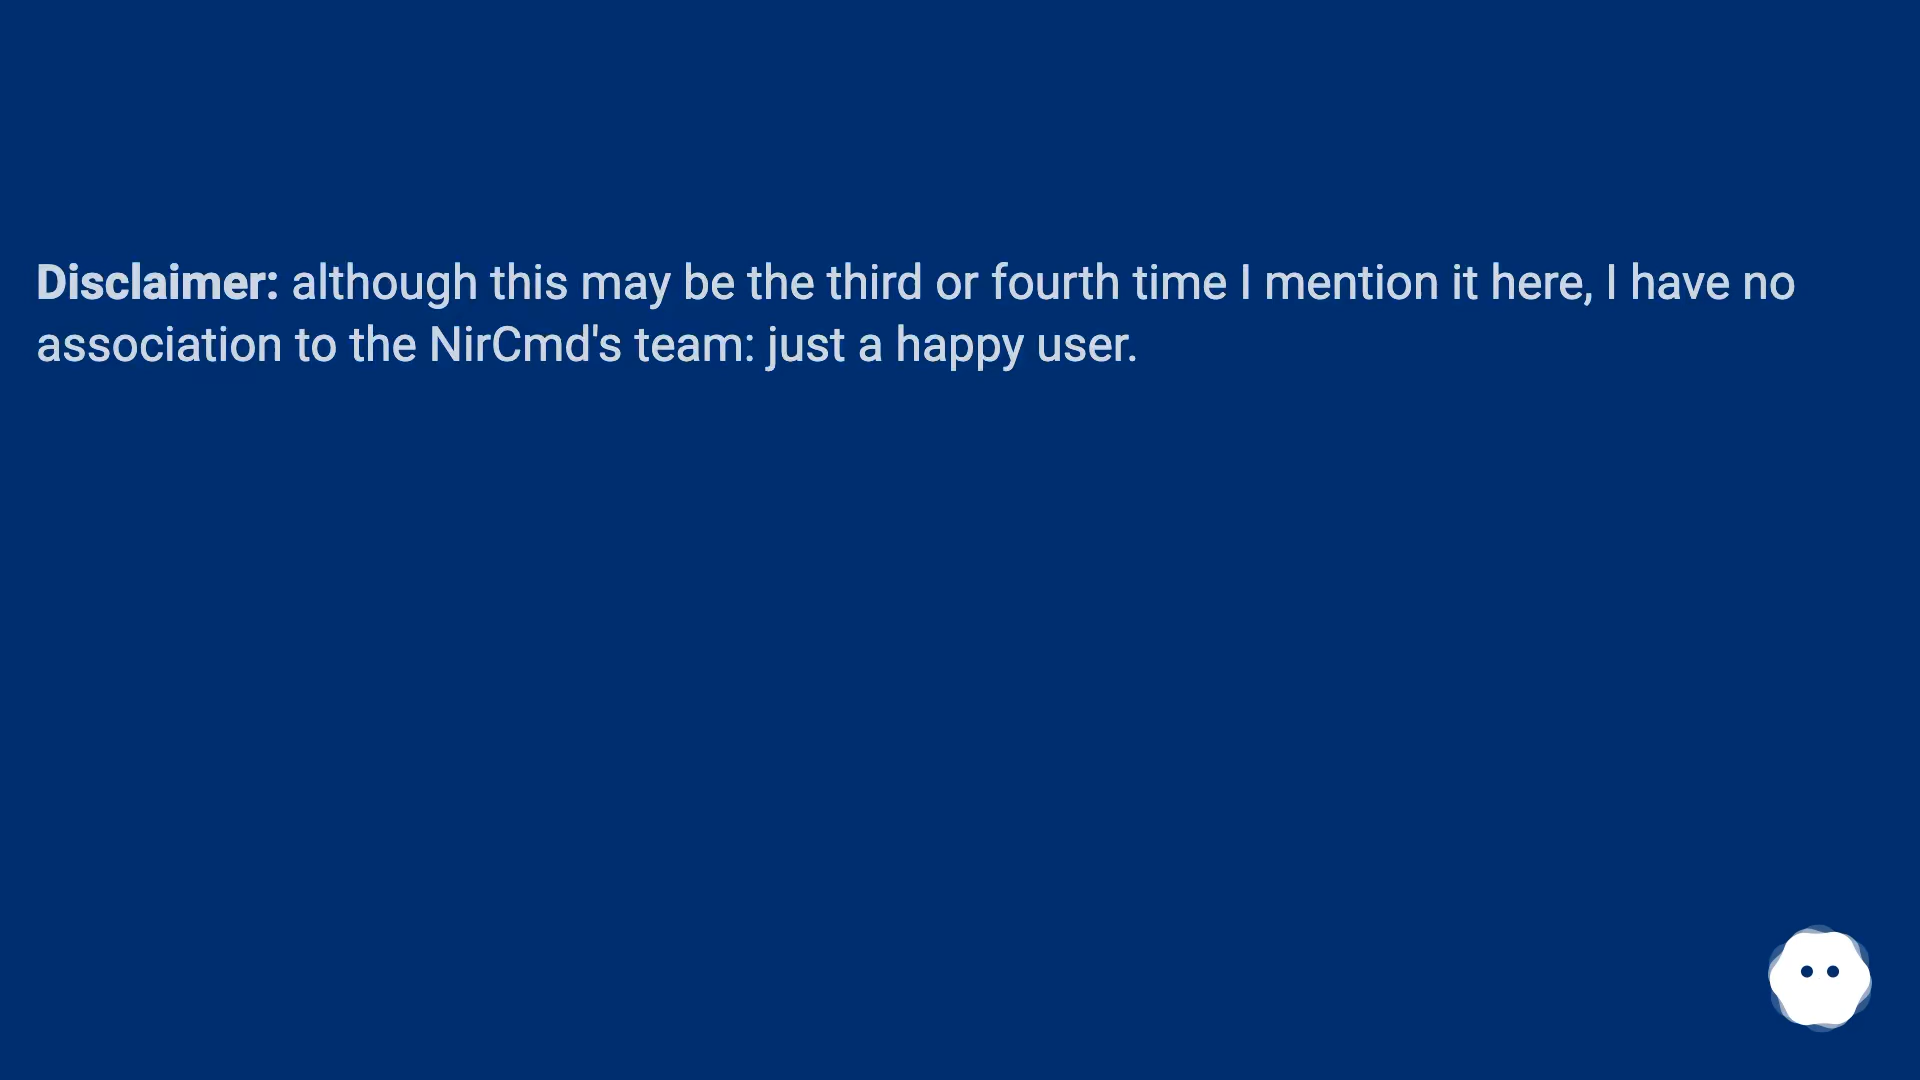 Disclaimer: although this may be the third or fourth time I mention it here, I have no
association to the NirCmd's team: just a happy user.